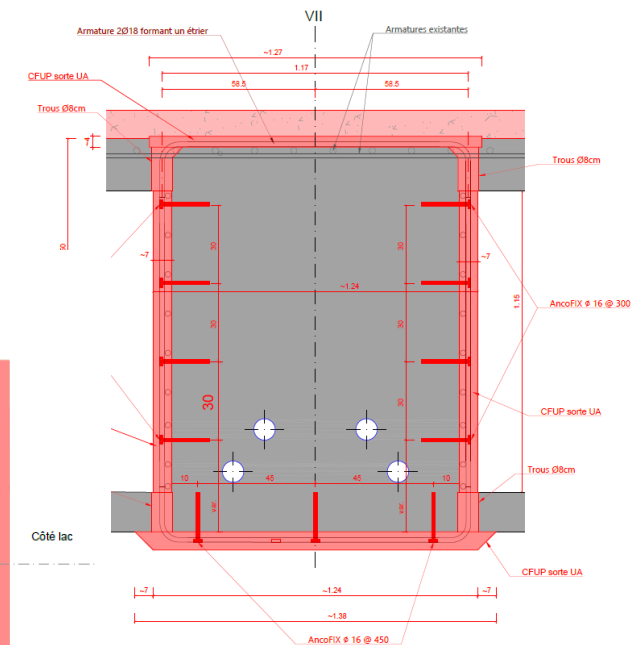 VII
Armature 2Ø18 formant un étrier
Armatures existantes
~1.27
1.17
CFUP sorte UA
58.5
58.5
Trous Ø8cm
Trous Ø8cm
~7
~7
30
30
~1.24
1.15
AncoFIX ϕ 16 @ 300
30
30
CFUP sorte UA
30
30
10
45
45
10
Trous Ø8cm
var.
var.
Côté lac
CFUP sorte UA
~7
~1.24
~7
~1.38
AncoFIX ϕ 16 @ 450